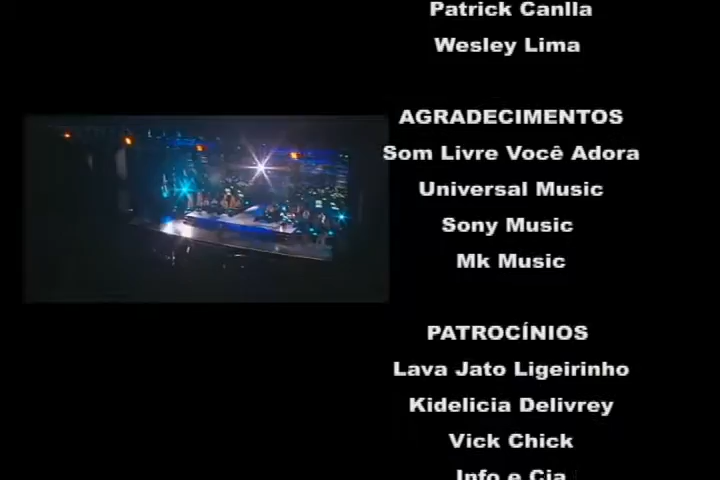 Patrick Canlla
Wesley Lima
AGRADECIMENTOS
Som Livre Você Adora
Universal Music
Sony Music
Mk Music
PATROCÍNIOS
Lava Jato Ligeirinho
Kidelicia Delivrey
Vick Chick
Info e Cia